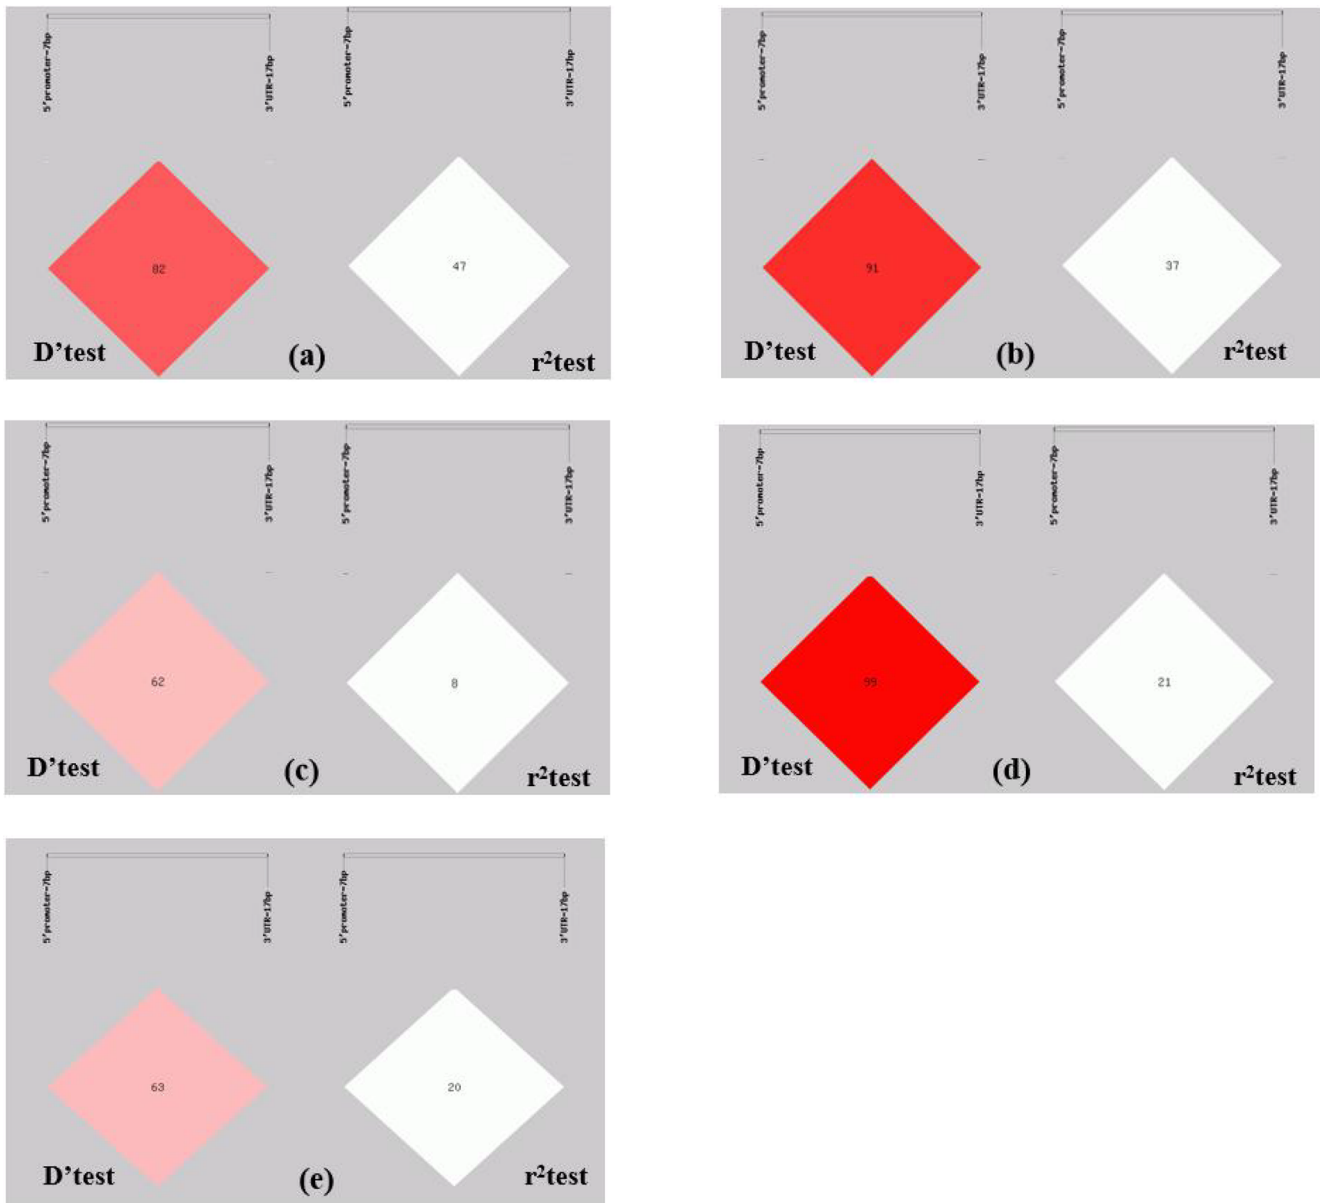 5'promoter-7bp
3'UTR-17bp
5'promoter-7bp
3'UTR-17bp
82
47
D’test
(a)
r²test
5'promoter-7bp
3'UTR-17bp
5'promoter-7bp
3'UTR-17bp
91
37
D’test
(b)
r²test
5'promoter-7bp
3'UTR-17bp
5'promoter-7bp
3'UTR-17bp
62
8
D’test
(c)
r²test
5'promoter-7bp
3'UTR-17bp
5'promoter-7bp
3'UTR-17bp
99
21
D’test
(d)
r²test
5'promoter-7bp
3'UTR-17bp
5'promoter-7bp
3'UTR-17bp
63
20
D’test
(e)
r²test